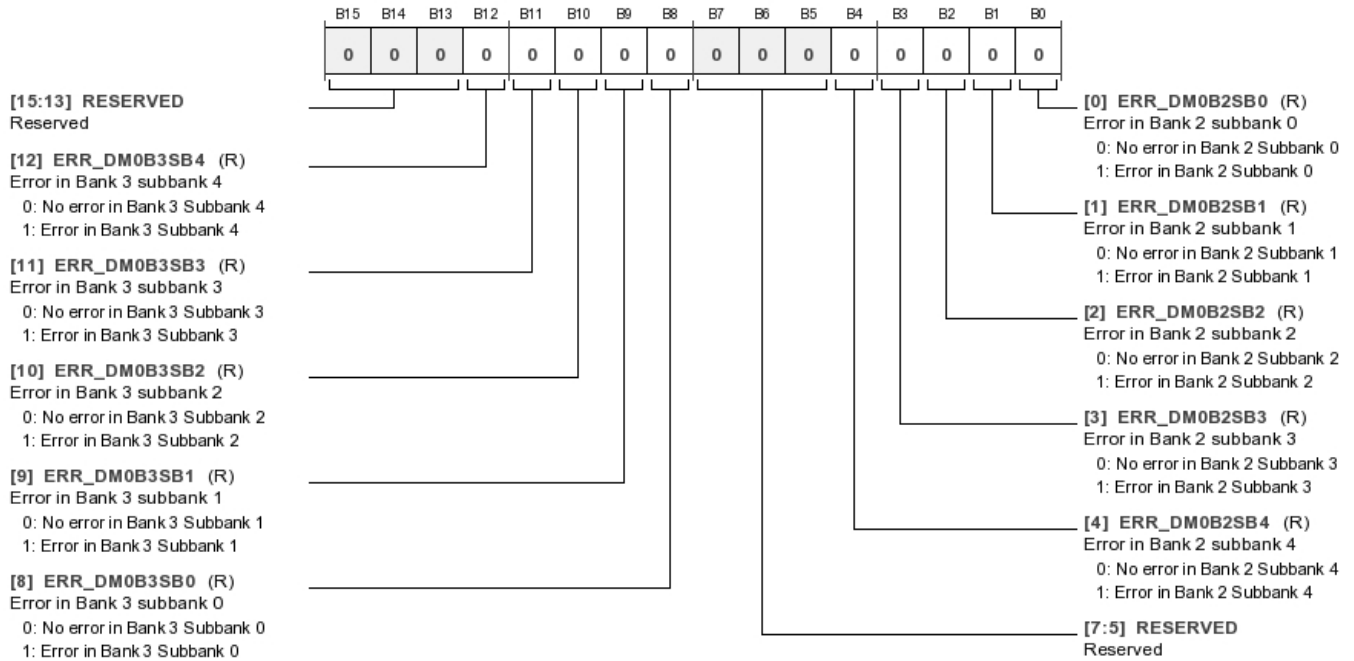 B15 B14 B13 B12 B11 B10 B9 B8 B7 B6 B5 B4 B3 B2 B1 B0
0 0 0 0 0 0 0 0 0 0 0 0 0 0 0 0
[15:13] RESERVED
Reserved
[12] ERR_DM0B3SB4 (R)
Error in Bank 3 subbank 4
0: No error in Bank 3 Subbank 4
1: Error in Bank 3 Subbank 4
[11] ERR_DM0B3SB3 (R)
Error in Bank 3 subbank 3
0: No error in Bank 3 Subbank 3
1: Error in Bank 3 Subbank 3
[10] ERR_DM0B3SB2 (R)
Error in Bank 3 subbank 2
0: No error in Bank 3 Subbank 2
1: Error in Bank 3 Subbank 2
[9] ERR_DM0B3SB1 (R)
Error in Bank 3 subbank 1
0: No error in Bank 3 Subbank 1
1: Error in Bank 3 Subbank 1
[8] ERR_DM0B3SB0 (R)
Error in Bank 3 subbank 0
0: No error in Bank 3 Subbank 0
1: Error in Bank 3 Subbank 0
[0] ERR_DM0B2SB0 (R)
Error in Bank 2 subbank 0
0: No error in Bank 2 Subbank 0
1: Error in Bank 2 Subbank 0
[1] ERR_DM0B2SB1 (R)
Error in Bank 2 subbank 1
0: No error in Bank 2 Subbank 1
1: Error in Bank 2 Subbank 1
[2] ERR_DM0B2SB2 (R)
Error in Bank 2 subbank 2
0: No error in Bank 2 Subbank 2
1: Error in Bank 2 Subbank 2
[3] ERR_DM0B2SB3 (R)
Error in Bank 2 subbank 3
0: No error in Bank 2 Subbank 3
1: Error in Bank 2 Subbank 3
[4] ERR_DM0B2SB4 (R)
Error in Bank 2 subbank 4
0: No error in Bank 2 Subbank 4
1: Error in Bank 2 Subbank 4
[7:5] RESERVED
Reserved